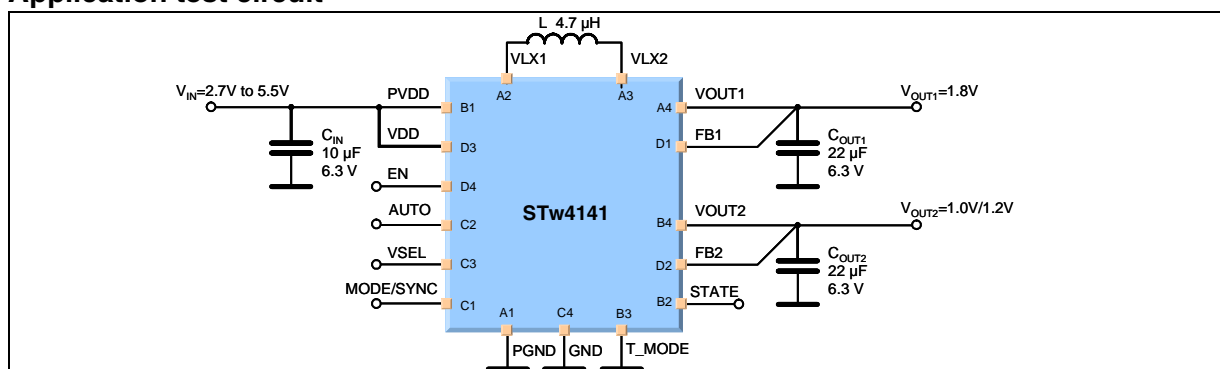 Application test circuit
L 4.7 µH
VLX1
VLX2
A2
A3
VIN=2.7V to 5.5V
PVDD
B1
A4
VOUT1
VOUT1=1.8V
CIN
10 µF
6.3 V
VDD
D3
D1
FB1
COUT1
22 µF
6.3 V
EN
D4
STw4141
AUTO
C2
B4
VOUT2
VOUT2=1.0V/1.2V
VSEL
C3
D2
FB2
COUT2
22 µF
6.3 V
MODE/SYNC
C1
B2
STATE
A1
C4
B3
PGND
GND
T_MODE